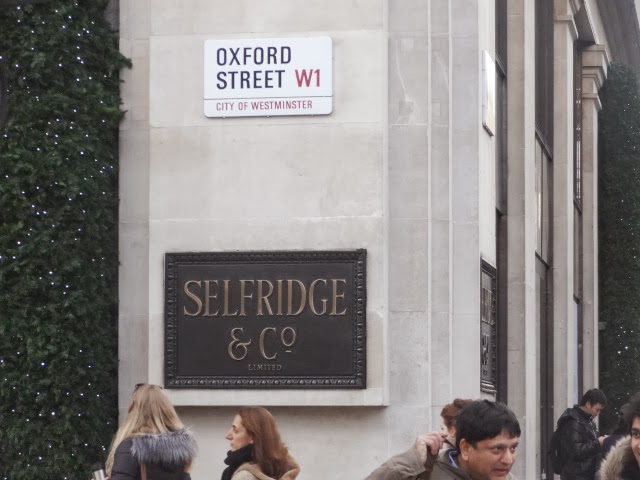 OXFORD
STREET W1
CITY OF WESTMINSTER
SELFRIDGE
& Cº
LIMITED